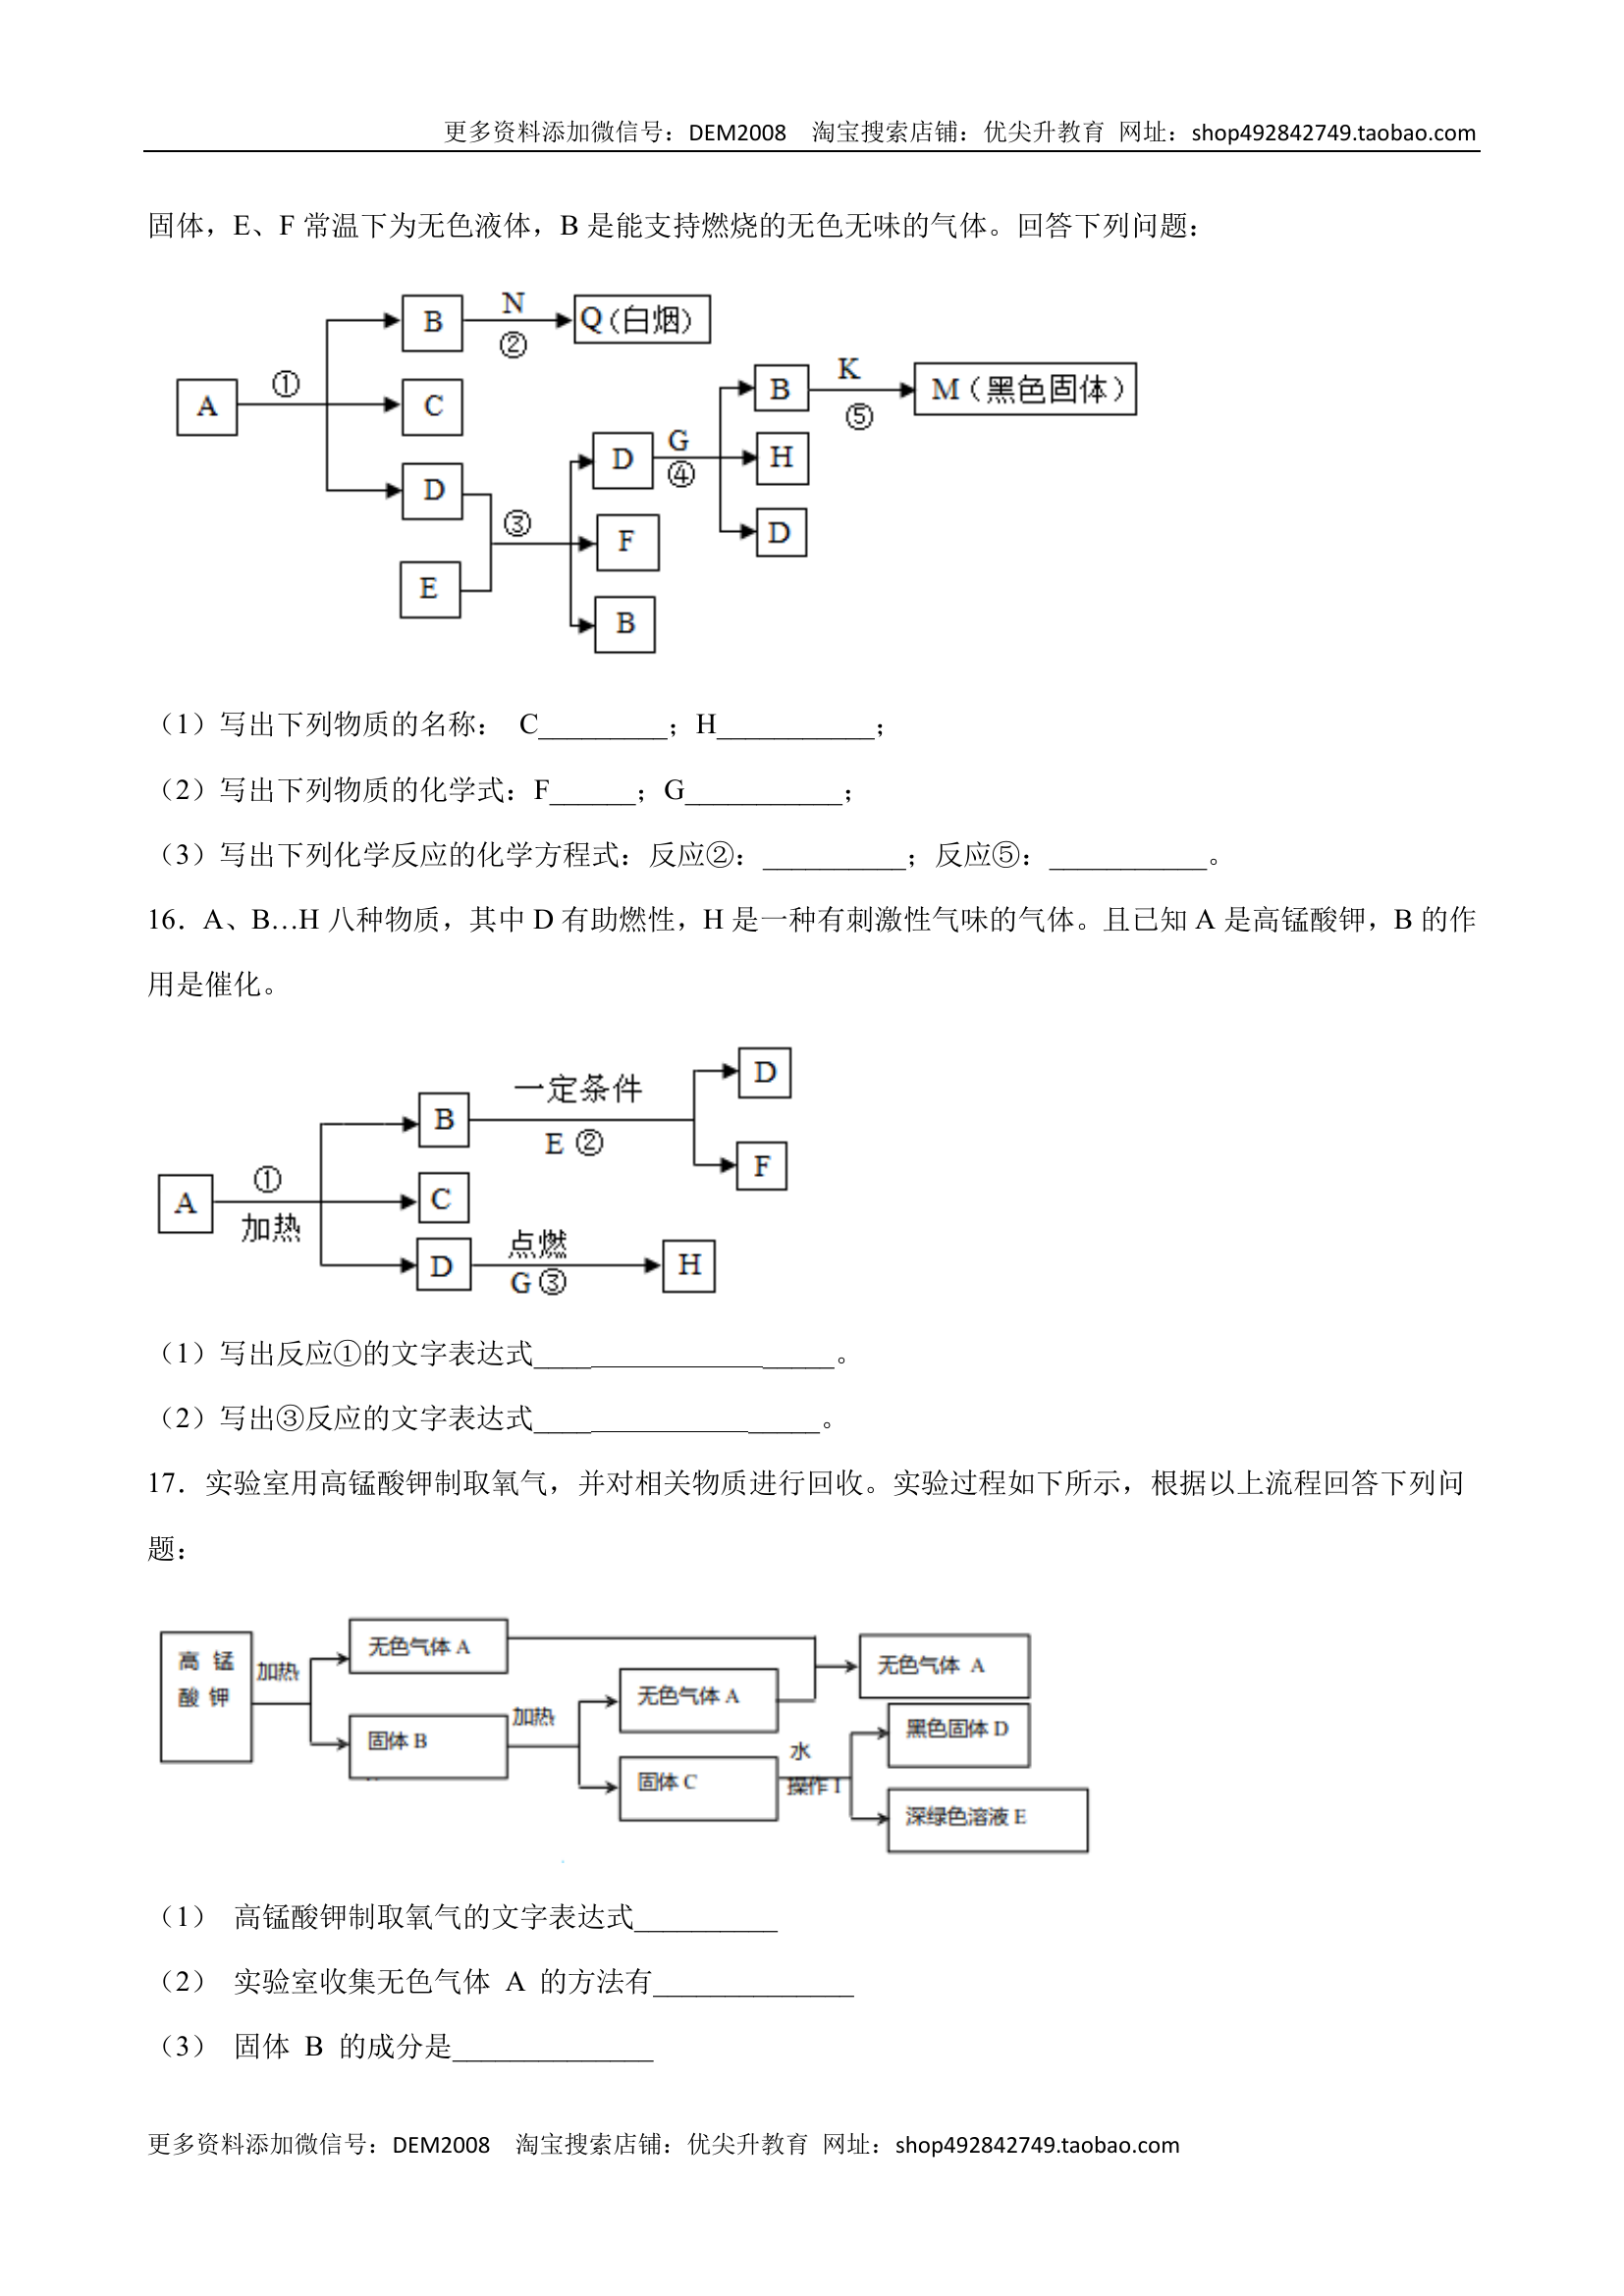 更多资料添加微信号：DEM2008 淘宝搜索店铺：优尖升教育 网址：shop492842749.taobao.com
固体，E、F 常温下为无色液体，B 是能支持燃烧的无色无味的气体。回答下列问题：
A ① B N ② Q（白烟）
C
D E ③ D F B
G ④ B H D
K ⑤ M（黑色固体）
（1）写出下列物质的名称： C_________；H___________；
（2）写出下列物质的化学式：F______；G___________；
（3）写出下列化学反应的化学方程式：反应②：__________；反应⑤：___________。
16．A、B…H 八种物质，其中 D 有助燃性，H 是一种有刺激性气味的气体。且已知 A 是高锰酸钾，B 的作
用是催化。
A ① 加热 B 一定条件 E ② D
F
C
D 点燃 G ③ H
（1）写出反应①的文字表达式_____________________。
（2）写出③反应的文字表达式____________________。
17．实验室用高锰酸钾制取氧气，并对相关物质进行回收。实验过程如下所示，根据以上流程回答下列问
题：
高 锰
酸 钾
加热
无色气体 A
固体 B
加热
无色气体 A
固体 C
水
操作 I
无色气体 A
黑色固体 D
深绿色溶液 E
（1） 高锰酸钾制取氧气的文字表达式__________
（2） 实验室收集无色气体 A 的方法有______________
（3） 固体 B 的成分是______________
更多资料添加微信号：DEM2008 淘宝搜索店铺：优尖升教育 网址：shop492842749.taobao.com